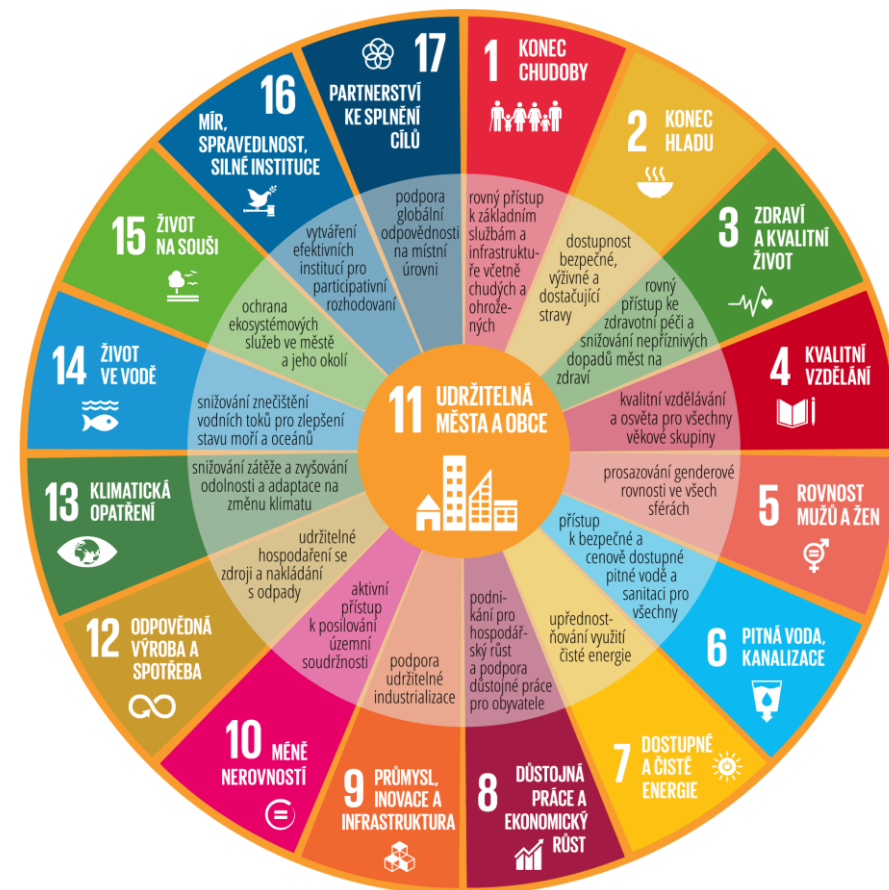 1 KONEC
CHUDOBY
rovný přístup
k základním
službám a
infrastruktu-
ře včetně
chudých a
ohrože-
ných
2 KONEC
HLADU
dostupnost
bezpečné,
výživné a
dostačující
stravy
3 ZDRAVÍ
A KVALITNÍ
ŽIVOT
rovný
přístup ke
zdravotní péči a
snižování nepříznivých
dopadů měst na
zdraví
4 KVALITNÍ
VZDĚLÁNÍ
kvalitní vzdělávání
a osvěta pro všechny
věkové skupiny
5 ROVNOST
MUŽŮ A ŽEN
prosazování genderové
rovnosti ve všech
sférách
6 PITNÁ VODA,
KANALIZACE
přístup
k bezpečné a
cenově dostupné
pitné vodě a
sanitaci pro
všechny
7 DOSTUPNÉ
A ČISTÉ
ENERGIE
upřednost-
ňování využití
čisté energie
8 DŮSTOJNÁ
PRÁCE A
EKONOMICKÝ
RŮST
podni-
kání pro
hospodář-
ský růst
a podpora
důstojné práce
pro obyvatele
9 PRŮMYSL,
INOVACE A
INFRASTRUKTURA
podpora
udržitelné
industrializace
10 MÉNĚ
NEROVNOSTÍ
aktivní
přístup
k posilování
územní
soudržnosti
12 ODPOVĚDNÁ
VÝROBA A
SPOTŘEBA
udržitelné
hospodaření se
zdroji a nakládání
s odpady
13 KLIMATICKÁ
OPATŘENÍ
snižování zátěže a zvyšování
odolnosti a adaptace na
změnu klimatu
14 ŽIVOT
VE VODĚ
snižování znečištění
vodních toků pro zlepšení
stavu moří a oceánů
15 ŽIVOT
NA SOUŠI
ochrana
ekosystémových
služeb ve městě
a jeho okolí
16
MÍR,
SPRAVEDLNOST,
SILNÉ INSTITUCE
vytváření
efektivních
institucí pro
participativní
rozhodovaní
17
PARTNERSTVÍ
KE SPLNĚNÍ
CÍLŮ
podpora
globální
odpovědnosti
na místní
úrovni
11 UDRŽITELNÁ
MĚSTA A OBCE